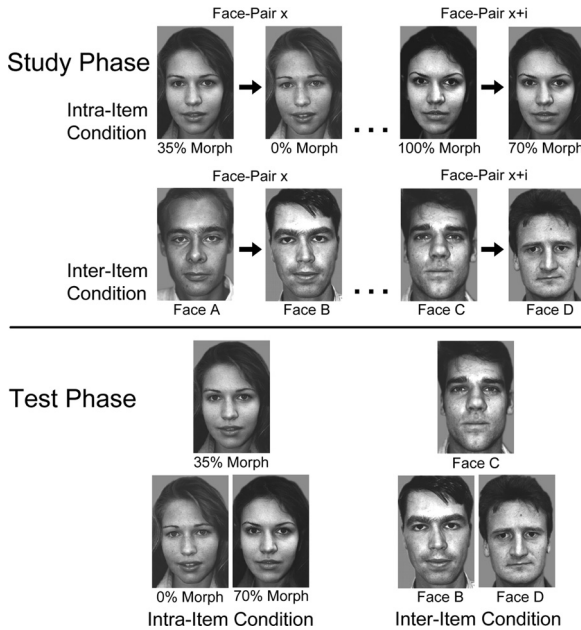 Face-Pair x Face-Pair x+i
Study Phase
Intra-Item
Condition
. . .
35% Morph 0% Morph 100% Morph 70% Morph
Face-Pair x Face-Pair x+i
Inter-Item
Condition
. . .
Face A Face B Face C Face D
Test Phase
35% Morph Face C
0% Morph 70% Morph Face B Face D
Intra-Item Condition Inter-Item Condition